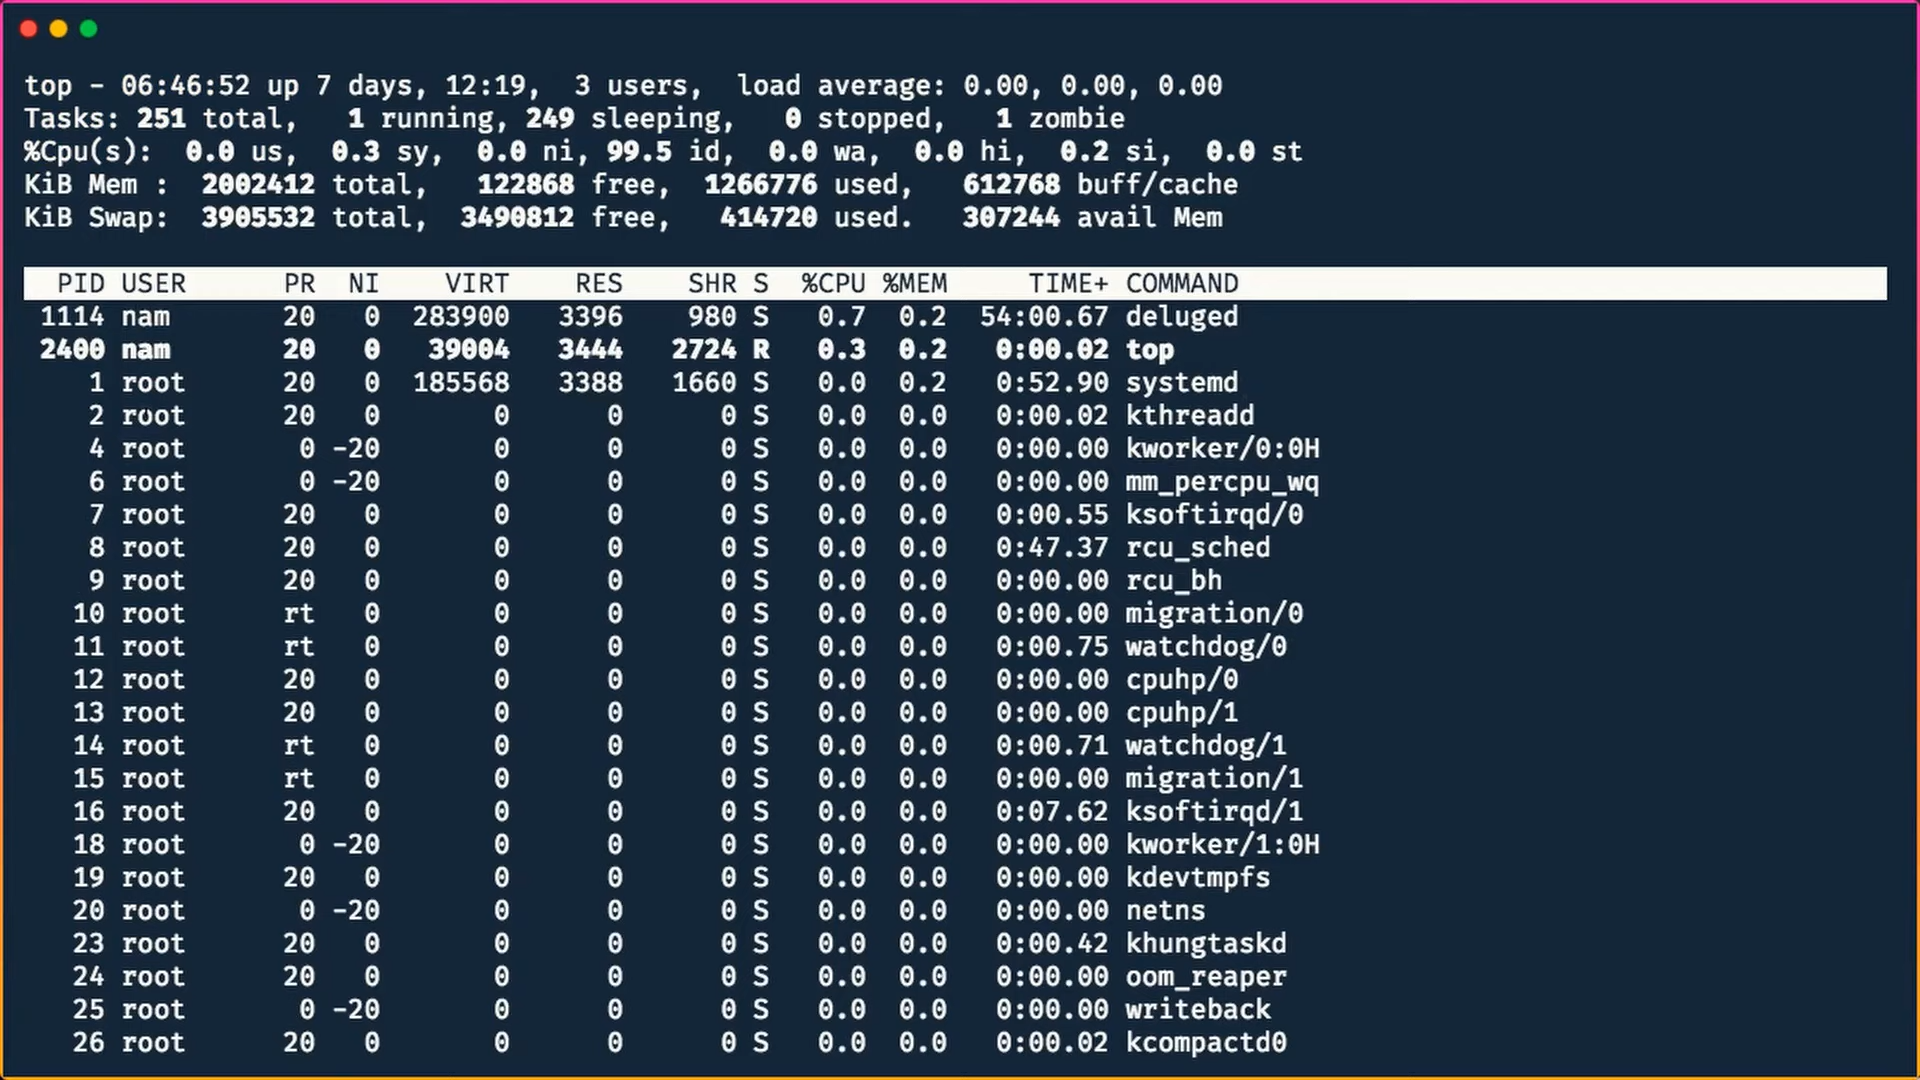 top - 06:46:52 up 7 days, 12:19,  3 users,  load average: 0.00, 0.00, 0.00
Tasks: 251 total,   1 running, 249 sleeping,   0 stopped,   1 zombie
%Cpu(s):  0.0 us,  0.3 sy,  0.0 ni, 99.5 id,  0.0 wa,  0.0 hi,  0.2 si,  0.0 st
KiB Mem :  2002412 total,   122868 free,  1266776 used,   612768 buff/cache
KiB Swap:  3905532 total,  3490812 free,   414720 used.   307244 avail Mem
  PID USER      PR  NI    VIRT    RES    SHR S  %CPU %MEM     TIME+ COMMAND
 1114 nam       20   0  283900   3396    980 S   0.7  0.2  54:00.67 deluged
 2400 nam       20   0   39004   3444   2724 R   0.3  0.2   0:00.02 top
    1 root      20   0  185568   3388   1660 S   0.0  0.2   0:52.90 systemd
    2 root      20   0       0      0      0 S   0.0  0.0   0:00.02 kthreadd
    4 root       0 -20       0      0      0 S   0.0  0.0   0:00.00 kworker/0:0H
    6 root       0 -20       0      0      0 S   0.0  0.0   0:00.00 mm_percpu_wq
    7 root      20   0       0      0      0 S   0.0  0.0   0:00.55 ksoftirqd/0
    8 root      20   0       0      0      0 S   0.0  0.0   0:47.37 rcu_sched
    9 root      20   0       0      0      0 S   0.0  0.0   0:00.00 rcu_bh
   10 root      rt   0       0      0      0 S   0.0  0.0   0:00.00 migration/0
   11 root      rt   0       0      0      0 S   0.0  0.0   0:00.75 watchdog/0
   12 root      20   0       0      0      0 S   0.0  0.0   0:00.00 cpuhp/0
   13 root      20   0       0      0      0 S   0.0  0.0   0:00.00 cpuhp/1
   14 root      rt   0       0      0      0 S   0.0  0.0   0:00.71 watchdog/1
   15 root      rt   0       0      0      0 S   0.0  0.0   0:00.00 migration/1
   16 root      20   0       0      0      0 S   0.0  0.0   0:07.62 ksoftirqd/1
   18 root       0 -20       0      0      0 S   0.0  0.0   0:00.00 kworker/1:0H
   19 root      20   0       0      0      0 S   0.0  0.0   0:00.00 kdevtmpfs
   20 root       0 -20       0      0      0 S   0.0  0.0   0:00.00 netns
   23 root      20   0       0      0      0 S   0.0  0.0   0:00.42 khungtaskd
   24 root      20   0       0      0      0 S   0.0  0.0   0:00.00 oom_reaper
   25 root       0 -20       0      0      0 S   0.0  0.0   0:00.00 writeback
   26 root      20   0       0      0      0 S   0.0  0.0   0:00.02 kcompactd0